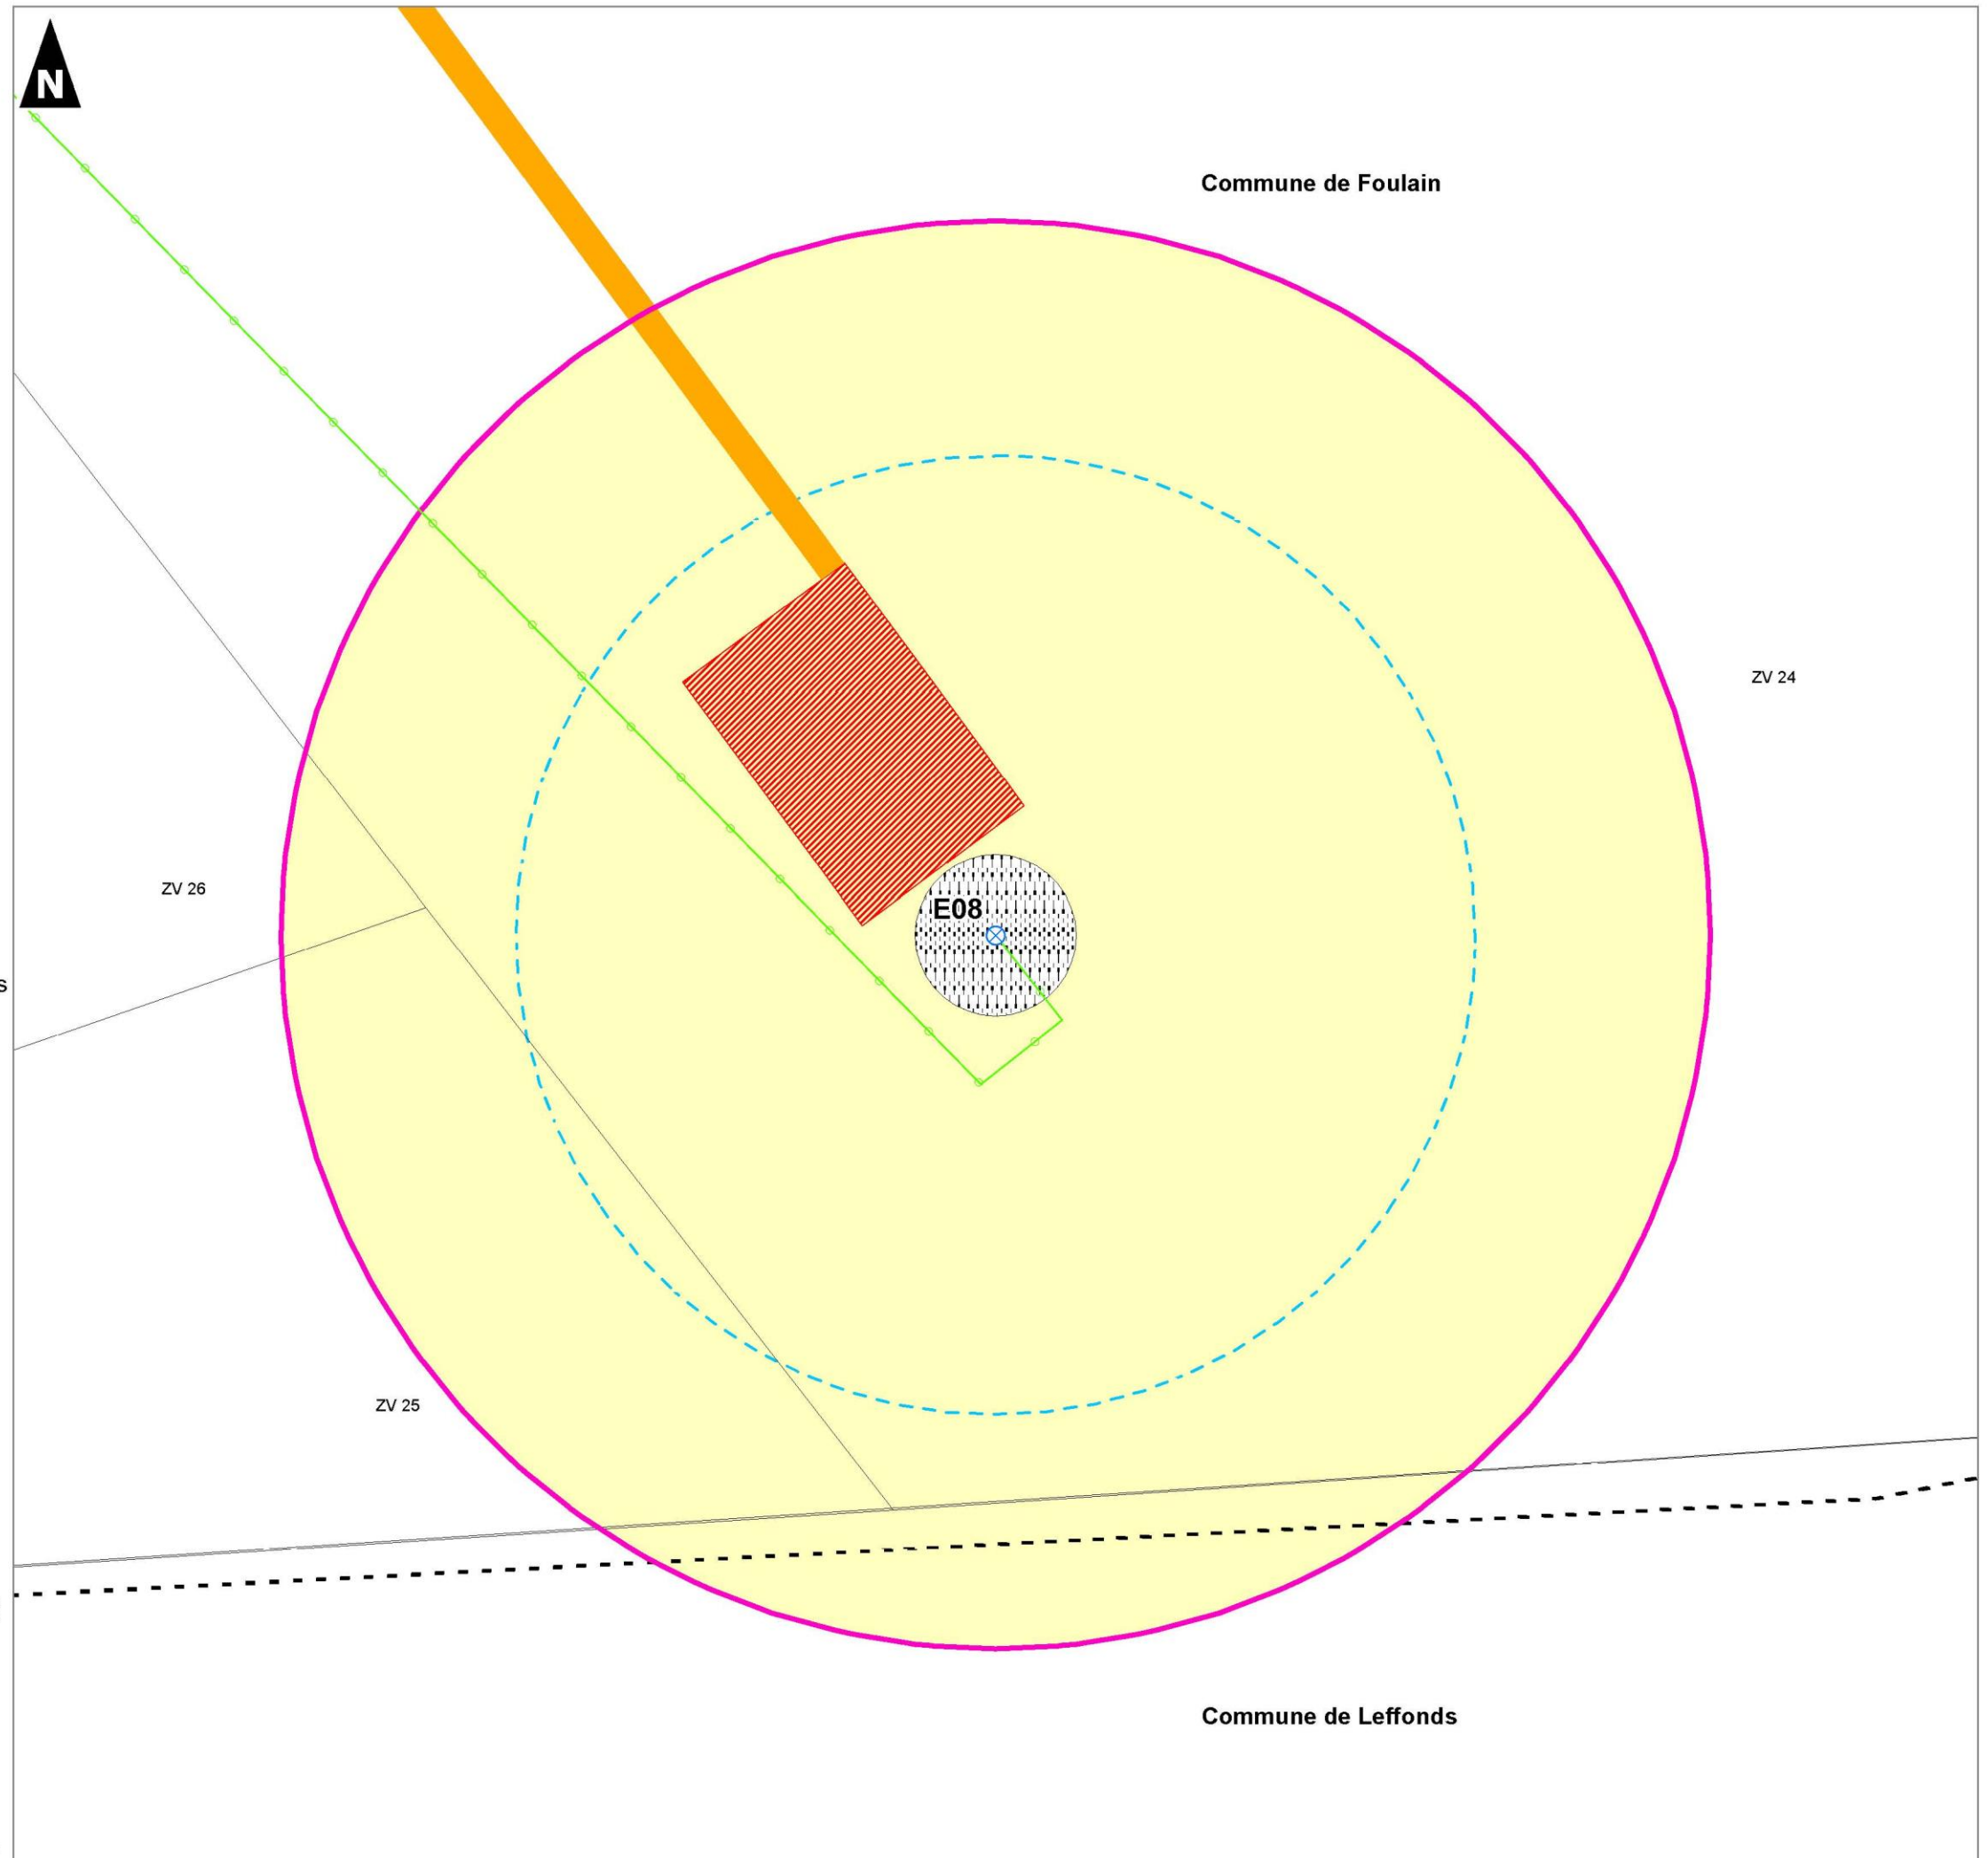 N
Commune de Foulain
ZV 24
ZV 26
E08
s
ZV 25
Commune de Leffonds